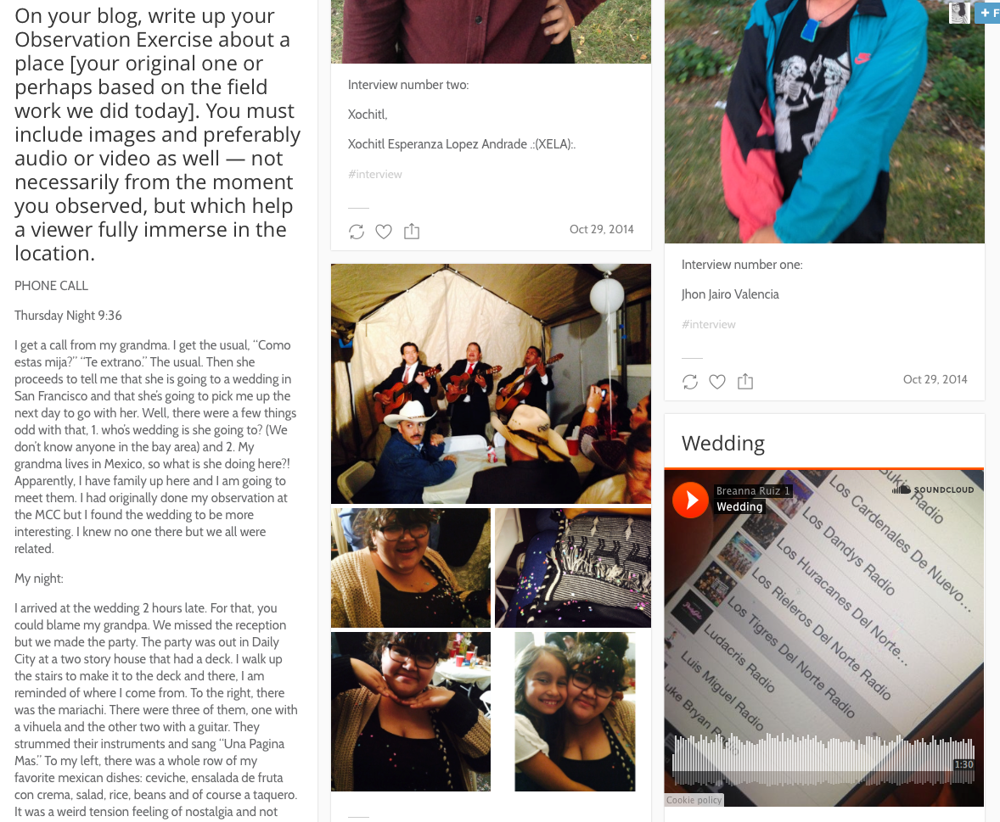 On your blog, write up your
Observation Exercise about a
place [your original one or
perhaps based on the field
work we did today]. You must
include images and preferably
audio or video as well — not
necessarily from the moment
you observed, but which help
a viewer fully immerse in the
location.
PHONE CALL
Thursday Night 9:36
I get a call from my grandma. I get the usual, “Como
estas mija?” “Te extrano.” The usual. Then she
proceeds to tell me that she is going to a wedding in
San Francisco and that she’s going to pick me up the
next day to go with her. Well, there were a few things
odd with that, 1. who’s wedding is she going to? (We
don’t know anyone in the bay area) and 2. My
grandma lives in Mexico, so what is she doing here?!
Apparently, I have family up here and I am going to
meet them. I had originally done my observation at
the MCC but I found the wedding to be more
interesting. I knew no one there but we all were
related.
My night:
I arrived at the wedding 2 hours late. For that, you
could blame my grandpa. We missed the reception
but we made the party. The party was out in Daily
City at a two story house that had a deck. I walk up
the stairs to make it to the deck and there, I am
reminded of where I come from. To the right, there
was the mariachi. There were three of them, one with
a vihuela and the other two with a guitar. They
strummed their instruments and sang “Una Pagina
Mas.” To my left, there was a whole row of my
favorite mexican dishes: ceviche, ensalada de fruta
con crema, salad, rice, beans and of course a taquero.
It was a weird tension feeling of nostalgia and not
Interview number two:
Xochitl,
Xochitl Esperanza Lopez Andrade .:(XELA):.
#interview
Oct 29, 2014
+ F
Interview number one:
Jhon Jairo Valencia
#interview
Oct 29, 2014
Wedding
Breanna Ruiz 1
Wedding
SOUNDCLOUD
Bukis Radio
Los Cardenales De Nuevo...
Los Dandys Radio
Los Huracanes Del Norte...
Los Rieleros Del Norte Radio
Los Tigres Del Norte Radio
Ludacris Radio
Luis Miguel Radio
uke Bryan Radio
1:30
Cookie policy